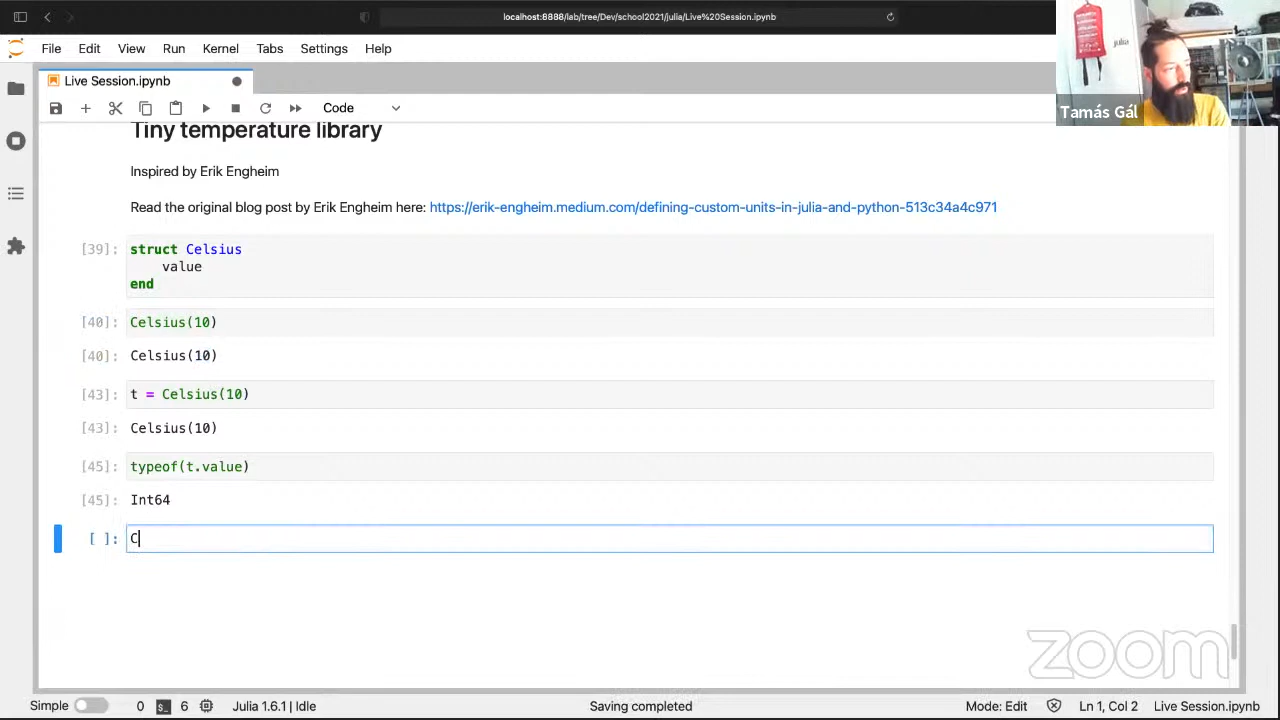 localhost:8888/lab/tree/Dev/school2021/julia/Live%20Session.ipynb
File Edit View Run Kernel Tabs Settings Help
Live Session.ipynb
Code
Tamás Gál
Tiny temperature library
Inspired by Erik Engheim
Read the original blog post by Erik Engheim here: https://erik-engheim.medium.com/defining-custom-units-in-julia-and-python-513c34a4c971
[39]: struct Celsius
value
end
[40]: Celsius(10)
[40]: Celsius(10)
[43]: t = Celsius(10)
[43]: Celsius(10)
[45]: typeof(t.value)
[45]: Int64
[ ]: C
zoom
Simple 0 6 Julia 1.6.1 | Idle Saving completed Mode: Edit Ln 1, Col 2 Live Session.ipynb